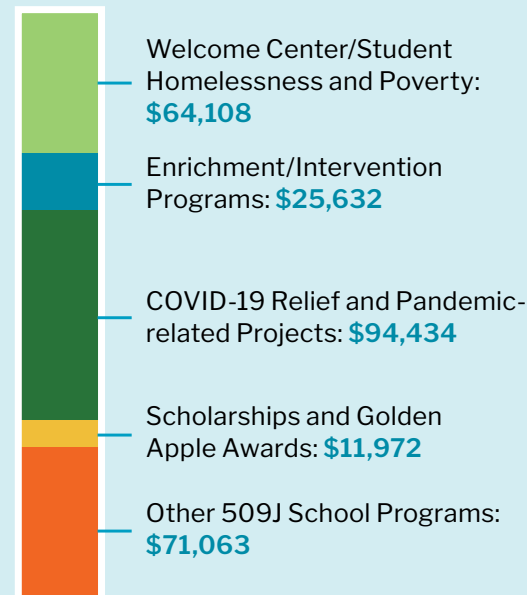 Welcome Center/Student
Homelessness and Poverty:
$64,108
Enrichment/Intervention
Programs: $25,632
COVID-19 Relief and Pandemic-
related Projects: $94,434
Scholarships and Golden
Apple Awards: $11,972
Other 509J School Programs:
$71,063